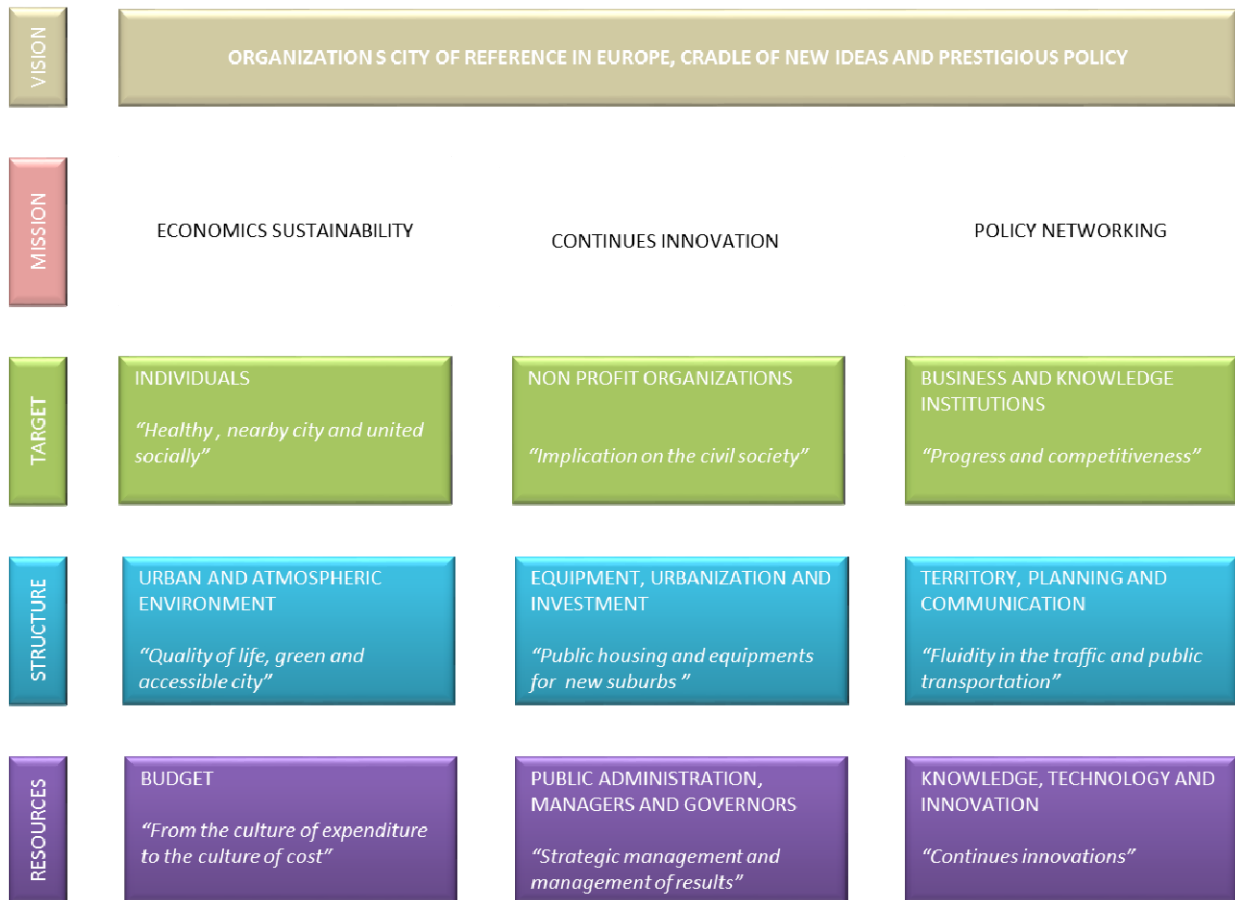 VISION
ORGANIZATION S CITY OF REFERENCE IN EUROPE, CRADLE OF NEW IDEAS AND PRESTIGIOUS POLICY
MISSION
ECONOMICS SUSTAINABILITY
CONTINUES INNOVATION
POLICY NETWORKING
TARGET
INDIVIDUALS
“Healthy , nearby city and united
socially”
NON PROFIT ORGANIZATIONS
“Implication on the civil society”
BUSINESS AND KNOWLEDGE
INSTITUTIONS
“Progress and competitiveness”
STRUCTURE
URBAN AND ATMOSPHERIC
ENVIRONMENT
“Quality of life, green and
accessible city”
EQUIPMENT, URBANIZATION AND
INVESTMENT
“Public housing and equipments
for new suburbs ”
TERRITORY, PLANNING AND
COMMUNICATION
“Fluidity in the traffic and public
transportation”
RESOURCES
BUDGET
“From the culture of expenditure
to the culture of cost”
PUBLIC ADMINISTRATION,
MANAGERS AND GOVERNORS
“Strategic management and
management of results”
KNOWLEDGE, TECHNOLOGY AND
INNOVATION
“Continues innovations”